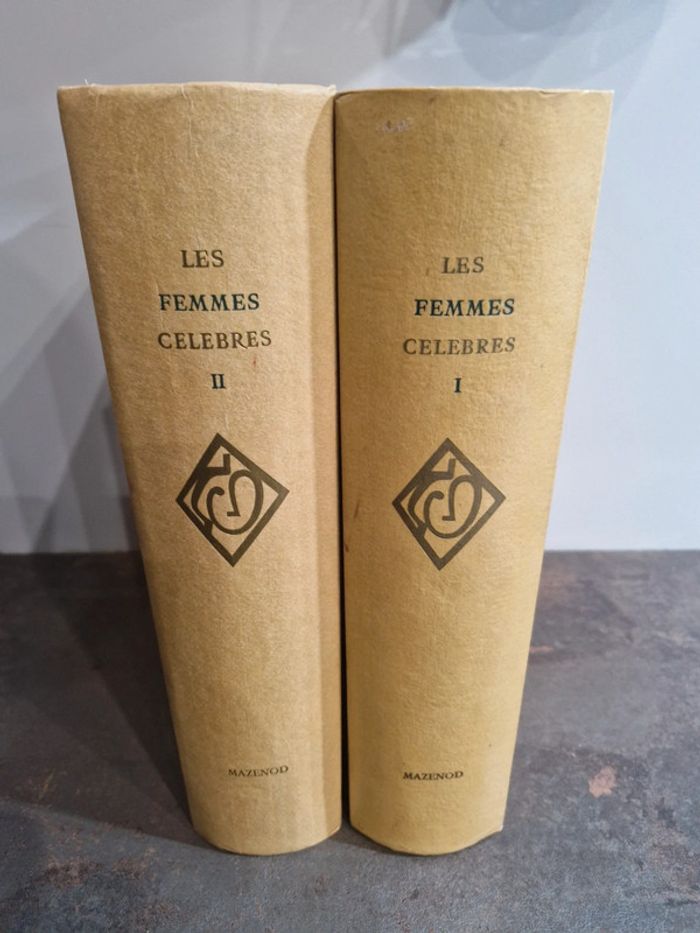 LES
FEMMES
CELEBRES
II
MAZENOD
LES
FEMMES
CELEBRES
I
MAZENOD